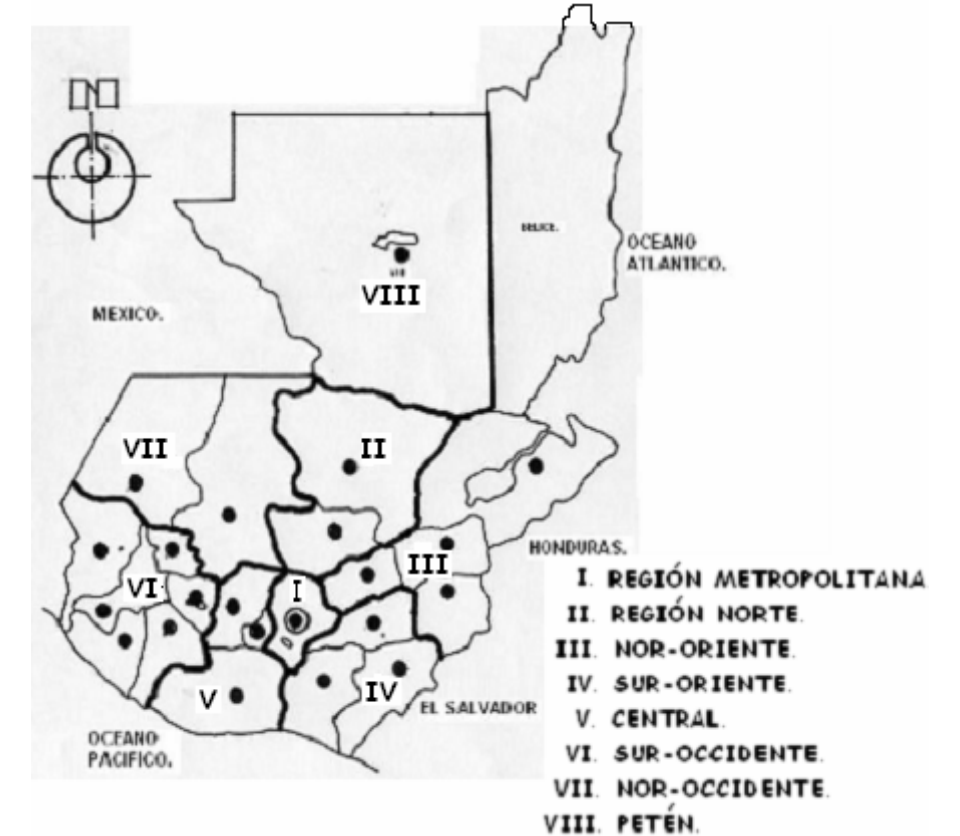 N
BELICE.
OCEANO
ATLANTICO.
VIII
MEXICO.
VII
II
HONDURAS.
III
VI
I
IV
V
EL SALVADOR
OCEANO
PACIFICO.
I. REGIÓN METROPOLITANA
II. REGIÓN NORTE.
III. NOR-ORIENTE.
IV. SUR-ORIENTE.
V. CENTRAL.
VI. SUR-OCCIDENTE.
VII. NOR-OCCIDENTE.
VIII. PETÉN.